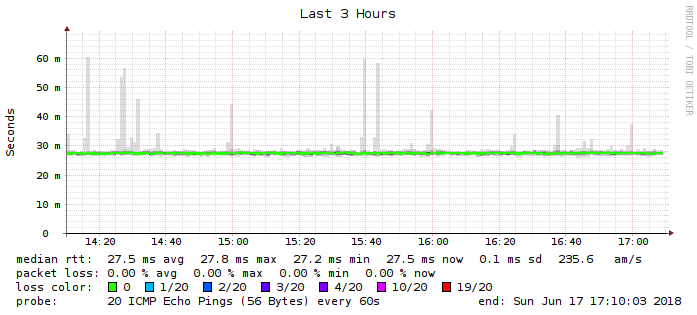 Last 3 Hours
RRDTOOL / TOBI OETIKER
Seconds
60 m
50 m
40 m
30 m
20 m
10 m
0
14:20 14:40 15:00 15:20 15:40 16:00 16:20 16:40 17:00
median rtt: 27.5 ms avg 27.8 ms max 27.2 ms min 27.5 ms now 0.1 ms sd 235.6 am/s
packet loss: 0.00 % avg 0.00 % max 0.00 % min 0.00 % now
loss color: 0 1/20 2/20 3/20 4/20 10/20 19/20
probe: 20 ICMP Echo Pings (56 Bytes) every 60s end: Sun Jun 17 17:10:03 2018